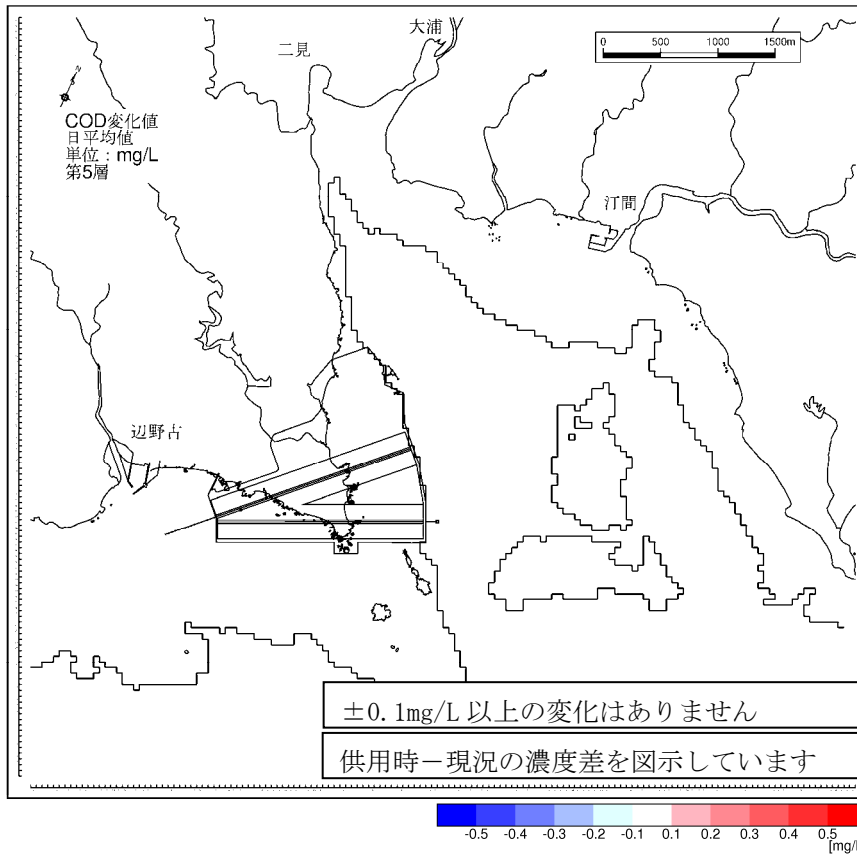 大浦
二見
0 500 1000 1500m
N
COD変化値
日平均値
単位：mg/L
第5層
汀間
辺野古
±0.1mg/L 以上の変化はありません
供用時－現況の濃度差を図示しています
-0.5 -0.4 -0.3 -0.2 -0.1 0.1 0.2 0.3 0.4 0.5